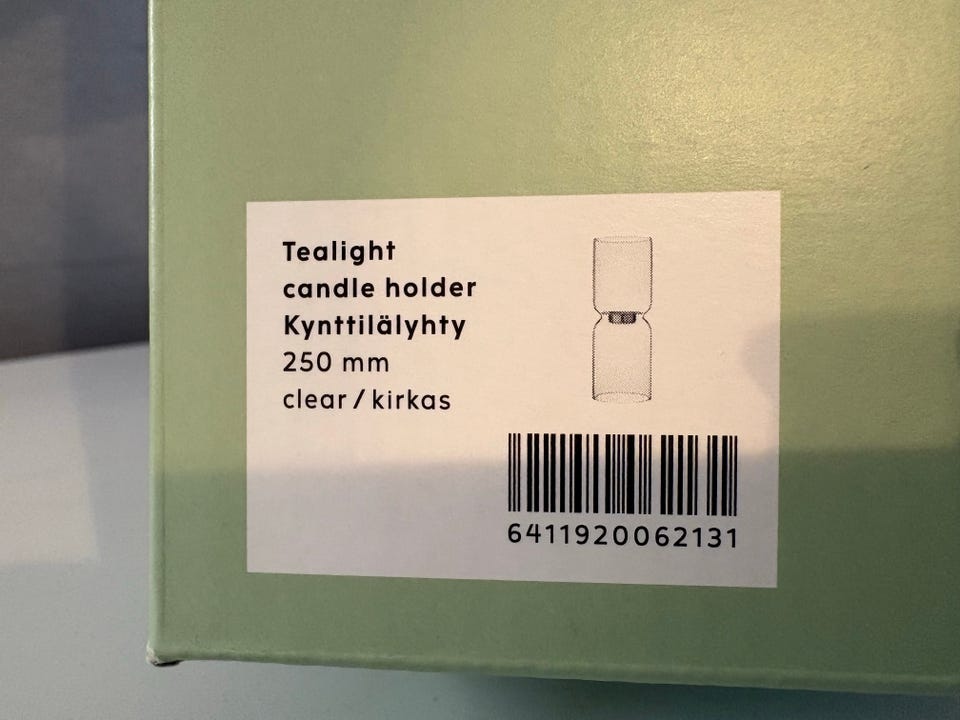 Tealight
candle holder
Kynttilälyhty
250 mm
clear / kirkas
6411920062131